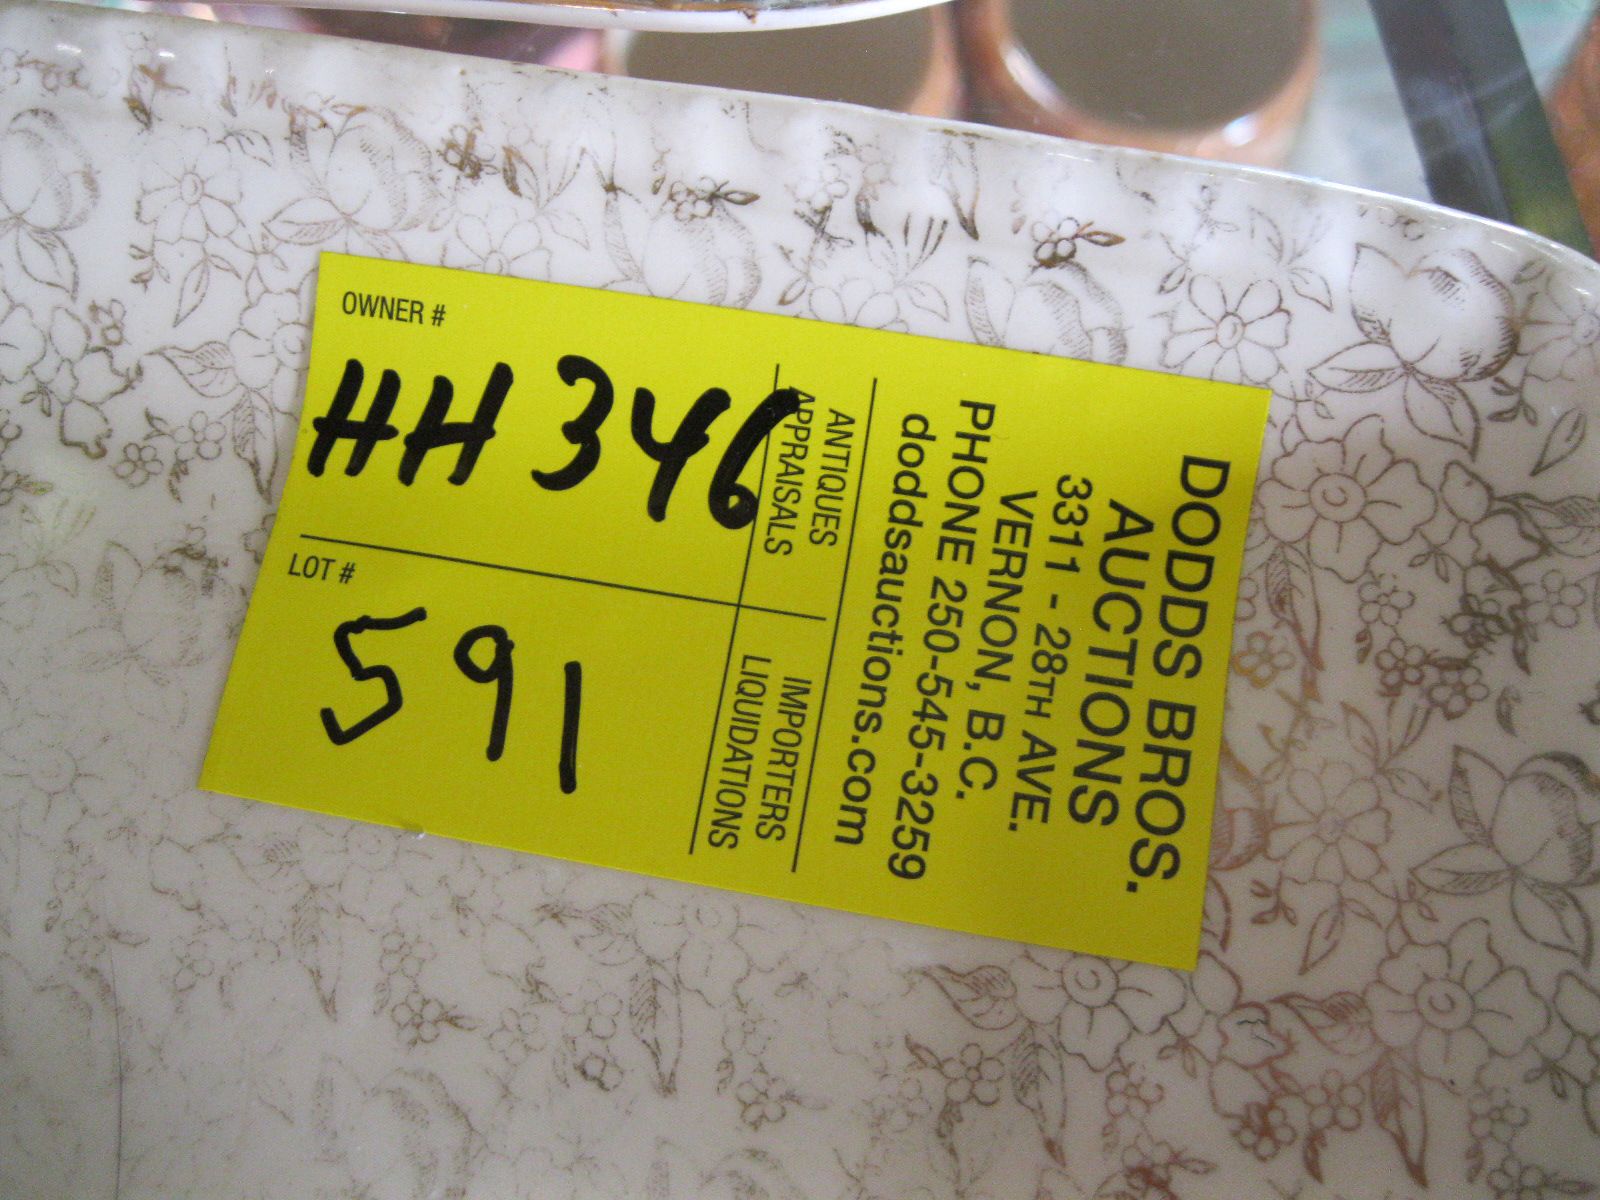 OWNER #
HH 346
LOT #
591
ANTIQUES
APPRAISALS
IMPORTERS
LIQUIDATIONS
DODDS BROS.
AUCTIONS
3311 - 28TH AVE.
VERNON, B.C.
PHONE 250-545-3259
doddsauctions.com